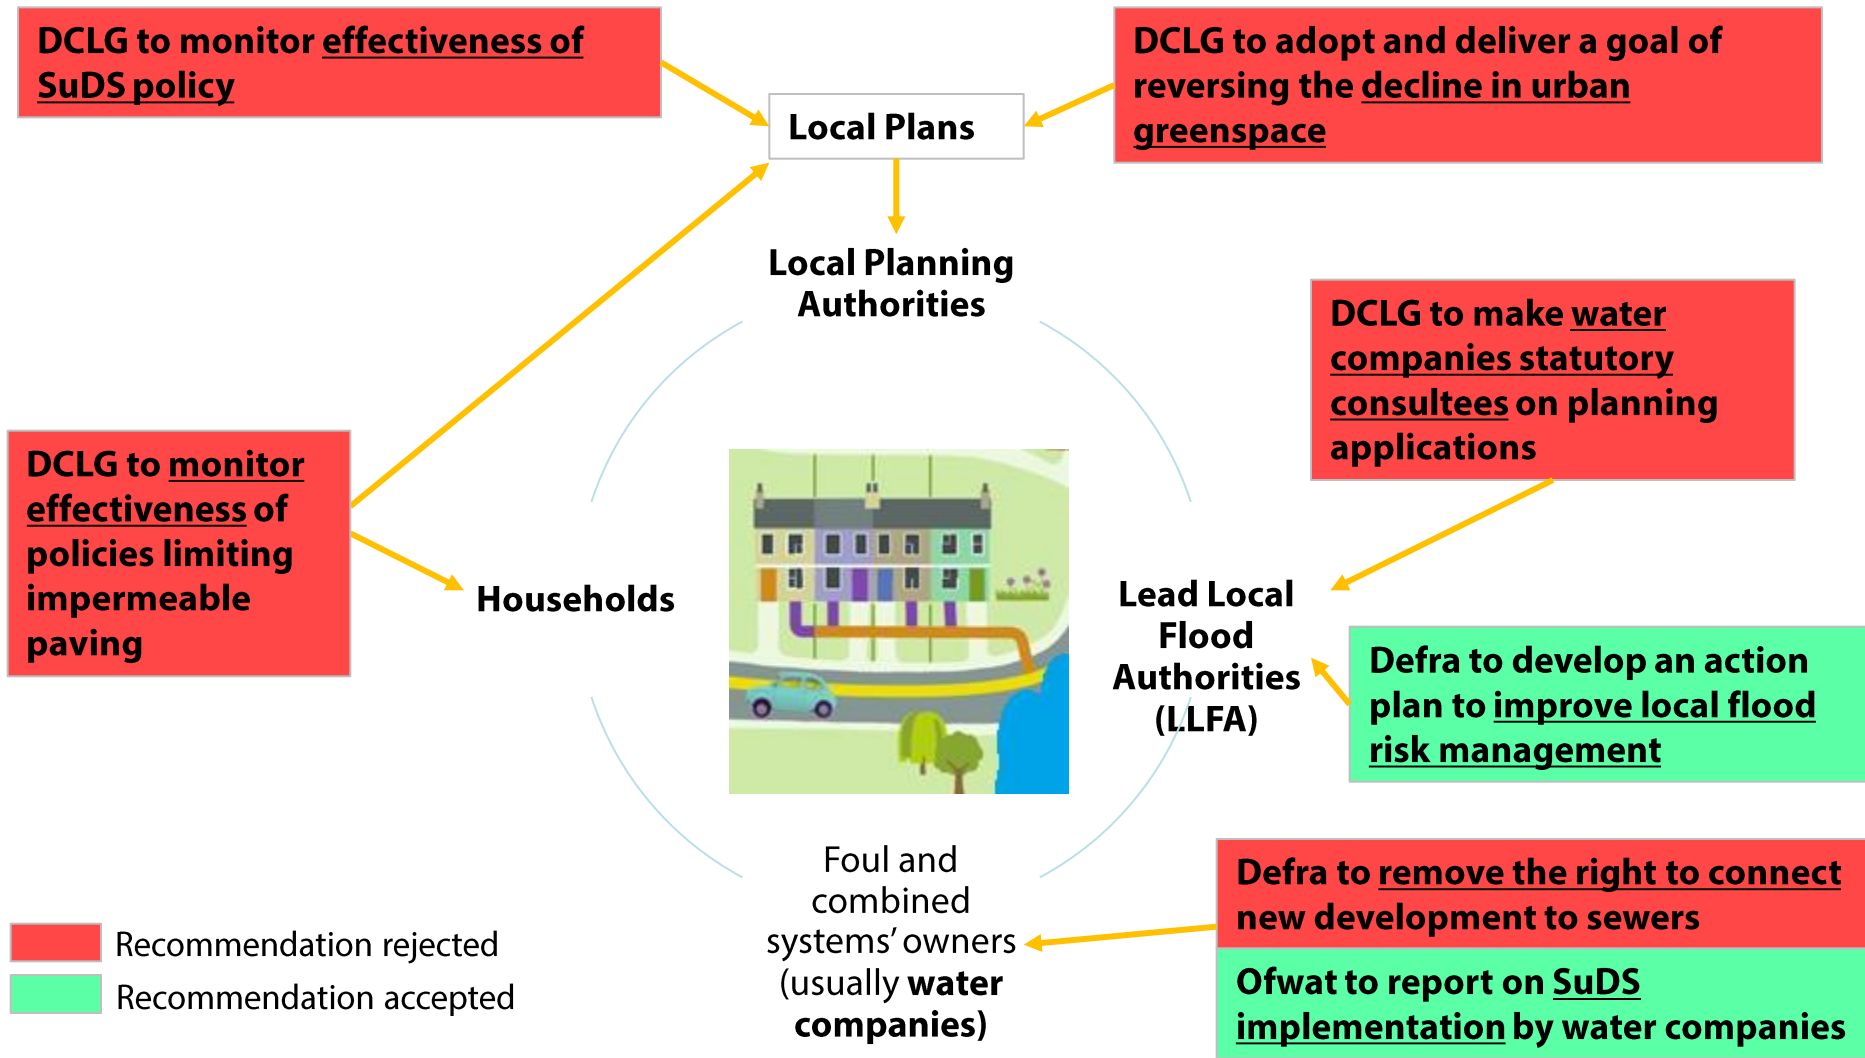 DCLG to monitor effectiveness of
SuDS policy
DCLG to adopt and deliver a goal of
reversing the decline in urban
greenspace
Local Plans
Local Planning
Authorities
DCLG to make water
companies statutory
consultees on planning
applications
DCLG to monitor
effectiveness of
policies limiting
impermeable
paving
Households
Lead Local
Flood
Authorities
(LLFA)
Defra to develop an action
plan to improve local flood
risk management
Foul and
combined
systems’ owners
(usually water
companies)
Defra to remove the right to connect
new development to sewers
Ofwat to report on SuDS
implementation by water companies
Recommendation rejected
Recommendation accepted